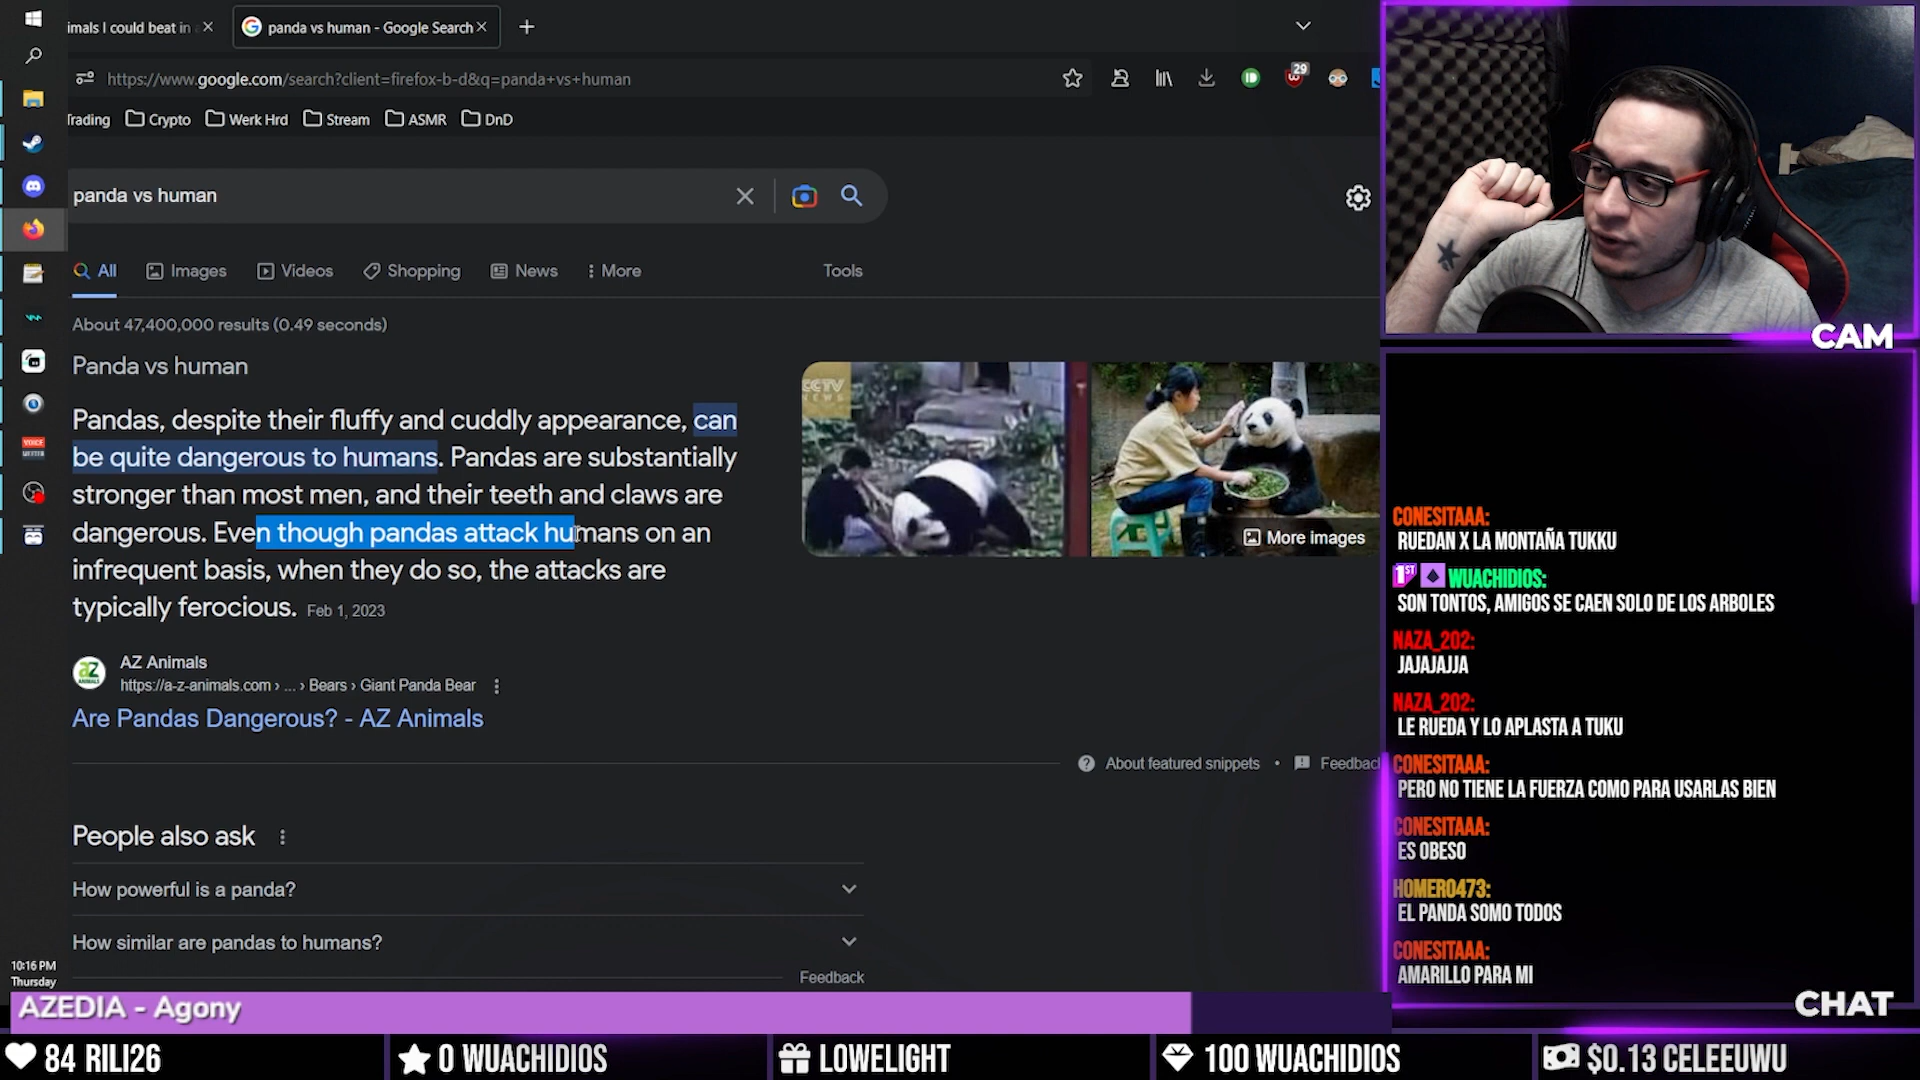 imals I could beat in
panda vs human - Google Search
https://www.google.com/search?client=firefox-b-d&q=panda+vs+human
29
Trading
Crypto
Werk Hrd
Stream
ASMR
DnD
panda vs human
All
Images
Videos
Shopping
News
More
Tools
About 47,400,000 results (0.49 seconds)
Panda vs human
Pandas, despite their fluffy and cuddly appearance, can
be quite dangerous to humans. Pandas are substantially
stronger than most men, and their teeth and claws are
dangerous. Even though pandas attack humans on an
infrequent basis, when they do so, the attacks are
typically ferocious. Feb 1, 2023
CCTV
NEWS
More images
AZ Animals
https://a-z-animals.com › ... › Bears › Giant Panda Bear
Are Pandas Dangerous? - AZ Animals
About featured snippets • Feedback
People also ask
How powerful is a panda?
How similar are pandas to humans?
Feedback
10:16 PM
Thursday
CAM
CONESITAAA:
RUEDAN X LA MONTAÑA TUKKU
1ST WUACHIDIOS:
SON TONTOS, AMIGOS SE CAEN SOLO DE LOS ARBOLES
NAZA_202:
JAJAJAJJA
NAZA_202:
LE RUEDA Y LO APLASTA A TUKU
CONESITAAA:
PERO NO TIENE LA FUERZA COMO PARA USARLAS BIEN
CONESITAAA:
ES OBESO
HOMERO473:
EL PANDA SOMO TODOS
CONESITAAA:
AMARILLO PARA MI
CHAT
AZEDIA - Agony
84 RILI26
0 WUACHIDIOS
LOWELIGHT
100 WUACHIDIOS
$0.13 CELEEUWU